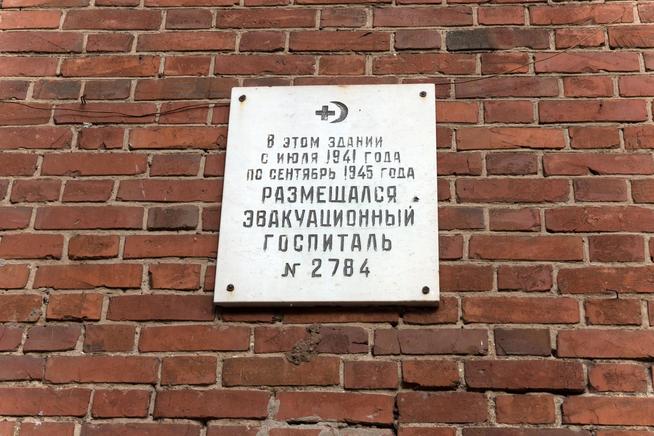 В этом здании
с июля 1941 года
по сентябрь 1945 года
РАЗМЕЩАЛСЯ
ЭВАКУАЦИОННЫЙ
ГОСПИТАЛЬ
№ 2784